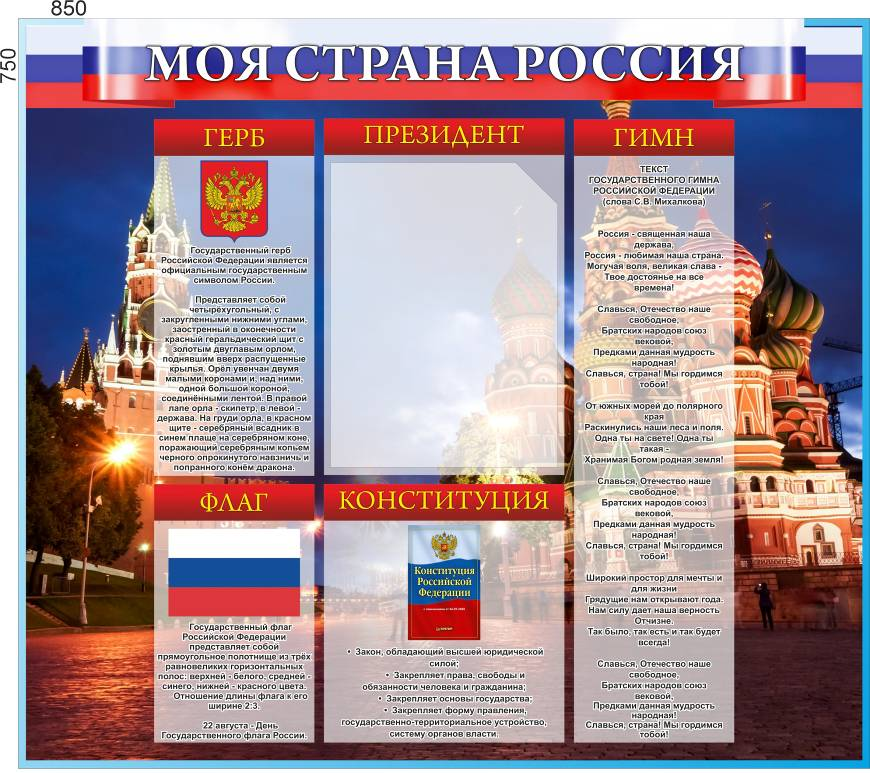 850
750
МОЯ СТРАНА РОССИЯ
ГЕРБ
Государственный герб
Российской Федерации является
официальным государственным
символом России.
Представляет собой
четырёхугольный, с
закругленными нижними углами,
заостренный в оконечности
красный геральдический щит с
золотым двуглавым орлом,
поднявшим вверх распущенные
крылья. Орёл увенчан двумя
малыми коронами и, над ними,
одной большой короной,
соединёнными лентой. В правой
лапе орла - скипетр, в левой -
держава. На груди орла, в красном
щите - серебряный всадник в
синем плаще на серебряном коне,
поражающий серебряным копьем
черного опрокинутого навзничь и
попранного конём дракона.
ПРЕЗИДЕНТ
ГИМН
ТЕКСТ
ГОСУДАРСТВЕННОГО ГИМНА
РОССИЙСКОЙ ФЕДЕРАЦИИ
(слова С.В. Михалкова)
Россия - священная наша
держава,
Россия - любимая наша страна.
Могучая воля, великая слава -
Твое достоянье на все
времена!
Славься, Отечество наше
свободное,
Братских народов союз
вековой,
Предками данная мудрость
народная!
Славься, страна! Мы гордимся
тобой!
От южных морей до полярного
края
Раскинулись наши леса и поля.
Одна ты на свете! Одна ты
такая -
Хранимая Богом родная земля!
Славься, Отечество наше
свободное,
Братских народов союз
вековой,
Предками данная мудрость
народная!
Славься, страна! Мы гордимся
тобой!
Широкий простор для мечты и
для жизни
Грядущие нам открывают года.
Нам силу дает наша верность
Отчизне.
Так было, так есть и так будет
всегда!
Славься, Отечество наше
свободное,
Братских народов союз
вековой,
Предками данная мудрость
народная!
Славься, страна! Мы гордимся
тобой!
ФЛАГ
Государственный флаг
Российской Федерации
представляет собой
прямоугольное полотнище из трёх
равновеликих горизонтальных
полос: верхней - белого, средней -
синего, нижней - красного цвета.
Отношение длины флага к его
ширине 2:3.
22 августа - День
Государственного флага России.
КОНСТИТУЦИЯ
Конституция
Российской
Федерации
• Закон, обладающий высшей юридической
силой;
• Закрепляет права, свободы и
обязанности человека и гражданина;
• Закрепляет основы государства;
• Закрепляет форму правления,
государственно-территориальное устройство,
систему органов власти.